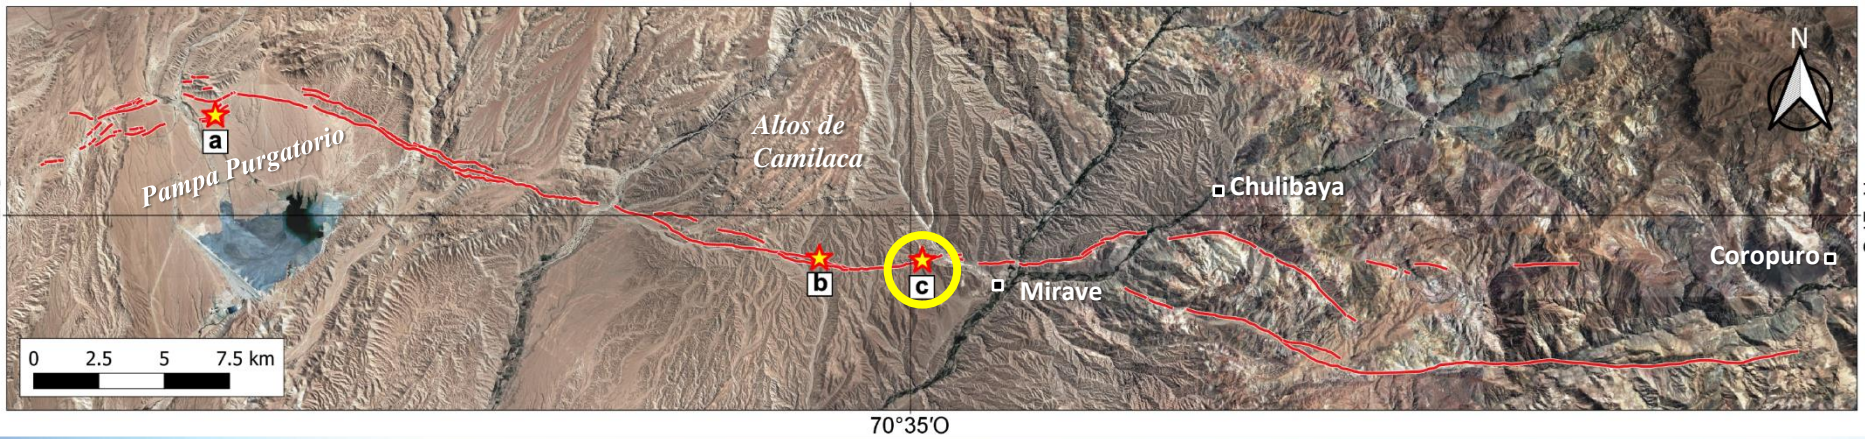 N
a
Pampa Purgatorio
Altos de
Camilaca
Chulibaya
Coropuro
b
c
Mirave
0 2.5 5 7.5 km
70°35'O